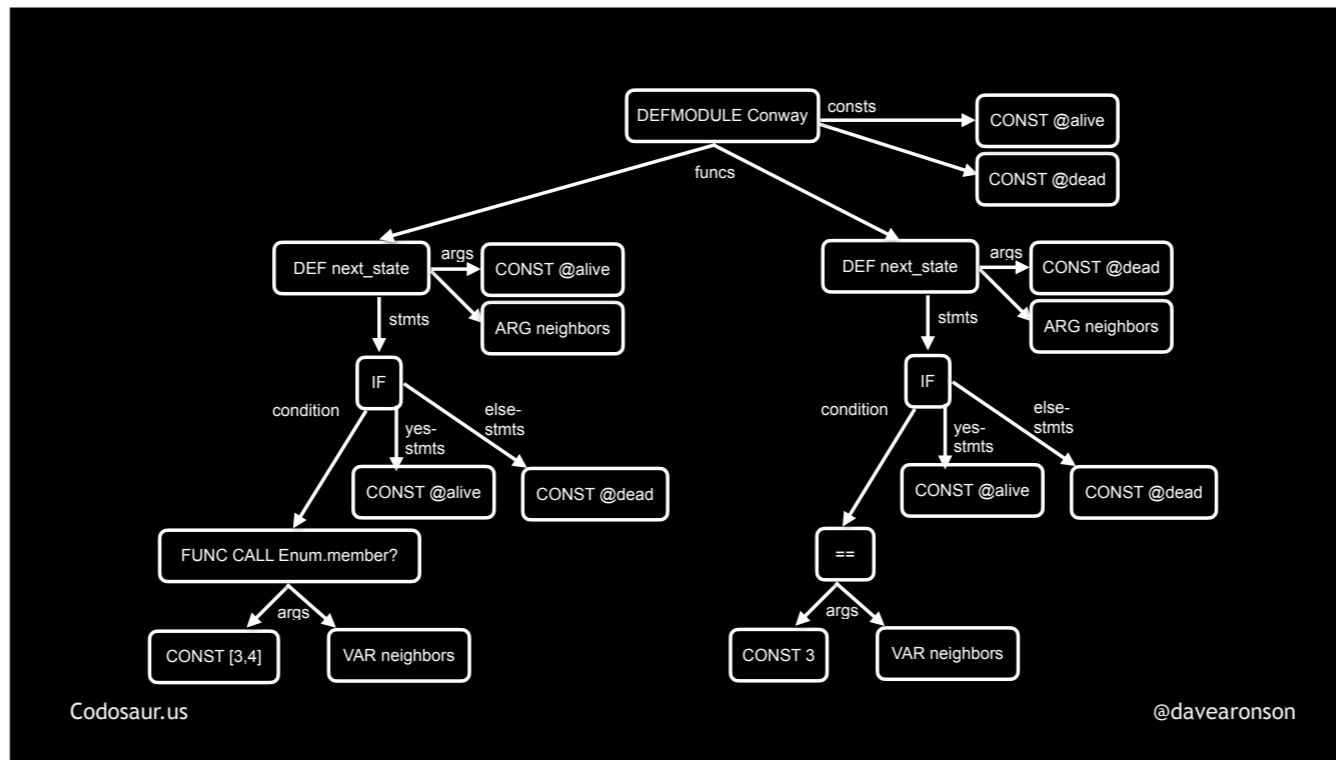 DEFMODULE Conway
consts
CONST @alive
CONST @dead
funcs
DEF next_state
args
CONST @alive
ARG neighbors
stmts
IF
condition
yes-
stmts
else-
stmts
CONST @alive
CONST @dead
FUNC CALL Enum.member?
args
CONST [3,4]
VAR neighbors
DEF next_state
args
CONST @dead
ARG neighbors
stmts
IF
condition
yes-
stmts
else-
stmts
CONST @alive
CONST @dead
==
args
CONST 3
VAR neighbors
Codosaur.us
@davearonson